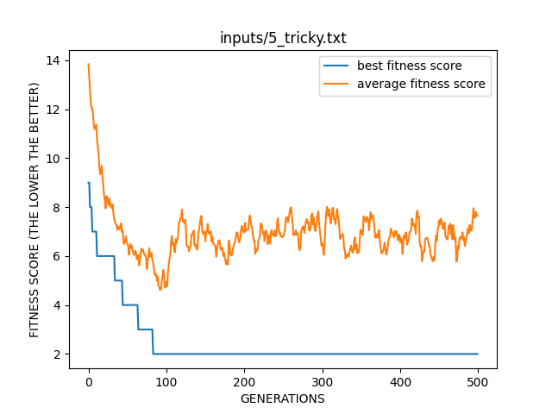 inputs/5_tricky.txt
best fitness score
average fitness score
FITNESS SCORE (THE LOWER THE BETTER)
14
12
10
8
6
4
2
0 100 200 300 400 500
GENERATIONS